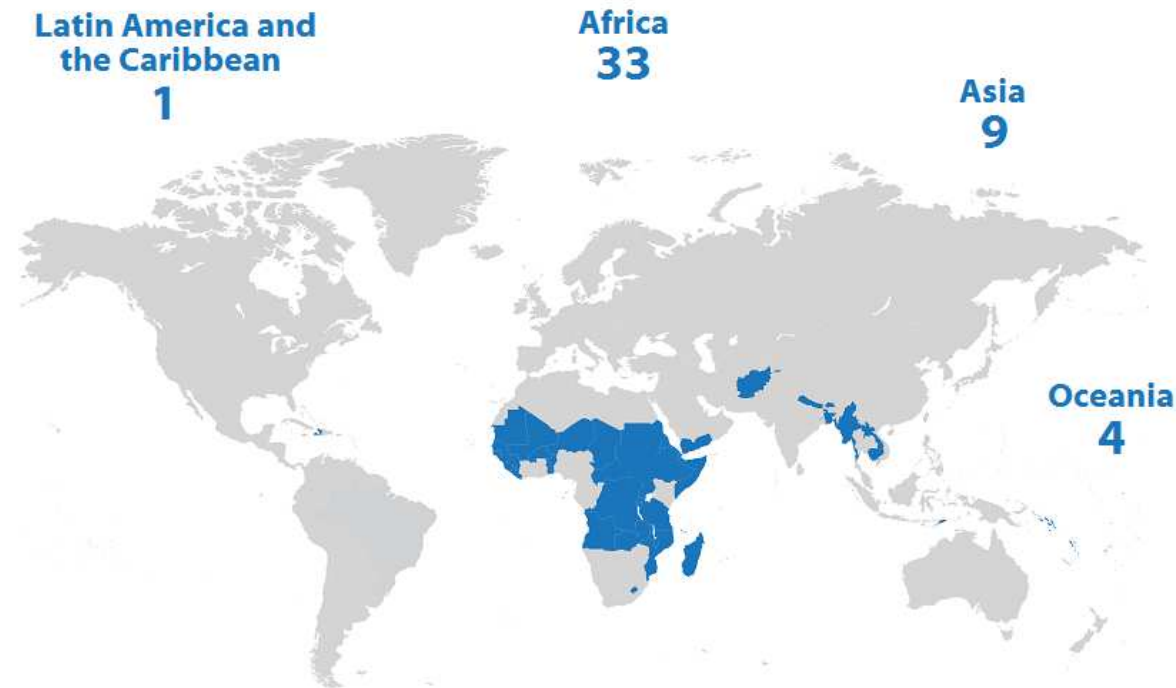 Latin America and
the Caribbean
1
Africa
33
Asia
9
Oceania
4